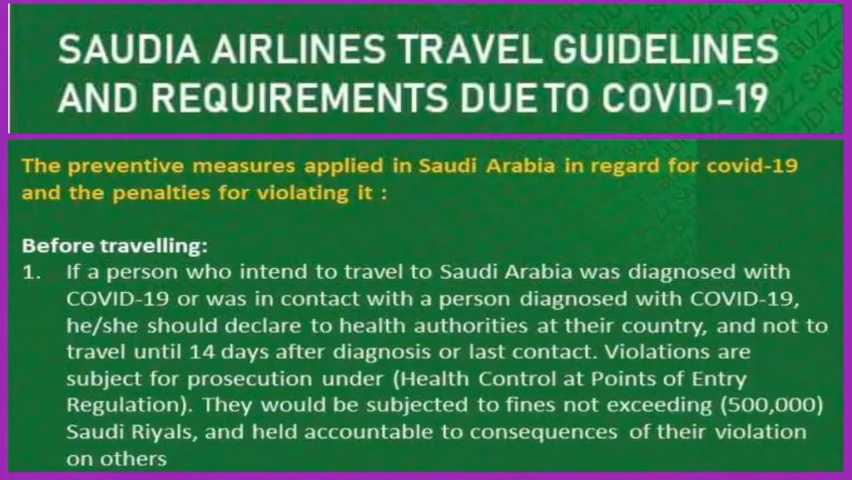 SAUDIA AIRLINES TRAVEL GUIDELINES
AND REQUIREMENTS DUE TO COVID-19
The preventive measures applied in Saudi Arabia in regard for covid-19
and the penalties for violating it :
Before travelling:
1. If a person who intend to travel to Saudi Arabia was diagnosed with
COVID-19 or was in contact with a person diagnosed with COVID-19,
he/she should declare to health authorities at their country, and not to
travel until 14 days after diagnosis or last contact. Violations are
subject for prosecution under (Health Control at Points of Entry
Regulation). They would be subjected to fines not exceeding (500,000)
Saudi Riyals, and held accountable to consequences of their violation
on others